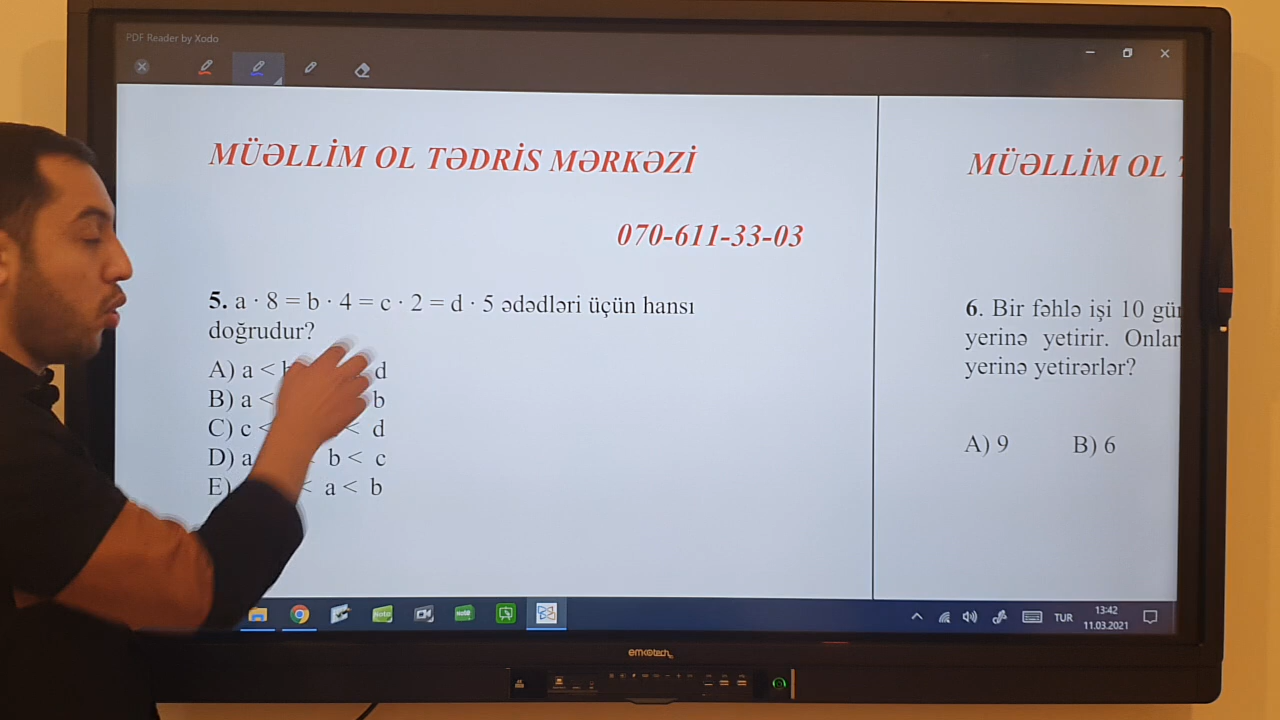 PDF Reader by Xodo
MÜƏLLİM OL TƏDRİS MƏRKƏZİ
070-611-33-03
5. a · 8 = b · 4 = c · 2 = d · 5 ədədləri üçün hansı
doğrudur?
A) a < d
B) a < b
C) c < < d
D) a b < c
E) < a < b
MÜƏLLİM OL
6. Bir fəhlə işi 10
yerinə yetirir. Onlar
yerinə yetirərlər?
A) 9 B) 6
TUR
13:42
11.03.2021